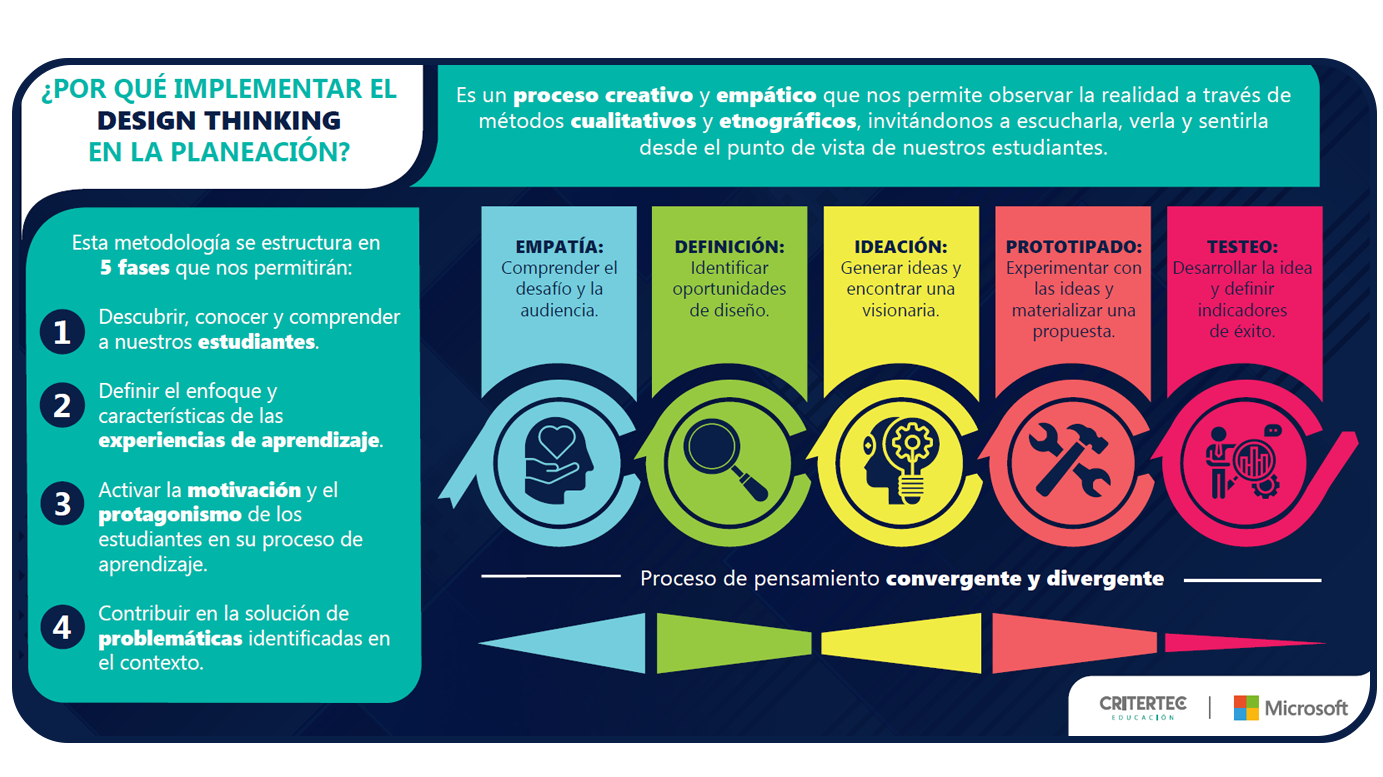 ¿POR QUÉ IMPLEMENTAR EL
DESIGN THINKING
EN LA PLANEACIÓN?
Es un proceso creativo y empático que nos permite observar la realidad a través de
métodos cualitativos y etnográficos, invitándonos a escucharla, verla y sentirla
desde el punto de vista de nuestros estudiantes.
Esta metodología se estructura en
5 fases que nos permitirán:
1 Descubrir, conocer y comprender
a nuestros estudiantes.
2 Definir el enfoque y
características de las
experiencias de aprendizaje.
3 Activar la motivación y el
protagonismo de los
estudiantes en su proceso de
aprendizaje.
4 Contribuir en la solución de
problemáticas identificadas en
el contexto.
EMPATÍA:
Comprender el
desafío y la
audiencia.
DEFINICIÓN:
Identificar
oportunidades
de diseño.
IDEACIÓN:
Generar ideas y
encontrar una
visionaria.
PROTOTIPADO:
Experimentar con
las ideas y
materializar una
propuesta.
TESTEO:
Desarrollar la idea
y definir
indicadores
de éxito.
Proceso de pensamiento convergente y divergente
CRITERTEC
EDUCACIÓN
Microsoft